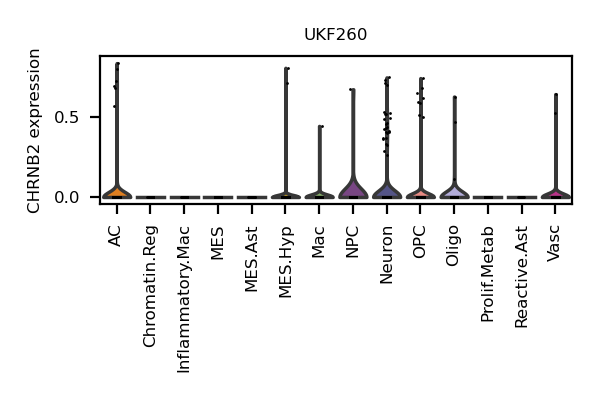 UKF260
CHRNB2 expression
0.5
0.0
AC
Chromatin.Reg
Inflammatory.Mac
MES
MES.Ast
MES.Hyp
Mac
NPC
Neuron
OPC
Oligo
Prolif.Metab
Reactive.Ast
Vasc